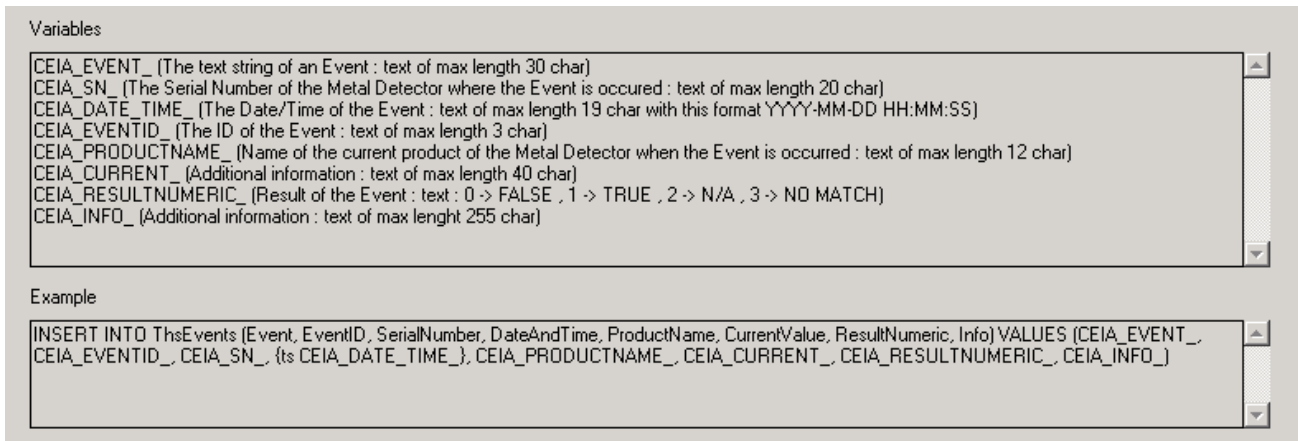 Variables
CEIA_EVENT_ (The text string of an Event : text of max length 30 char)
CEIA_SN_ (The Serial Number of the Metal Detector where the Event is occured : text of max length 20 char)
CEIA_DATE_TIME_ (The Date/Time of the Event : text of max length 19 char with this format YYYY-MM-DD HH:MM:SS)
CEIA_EVENTID_ (The ID of the Event : text of max length 3 char)
CEIA_PRODUCTNAME_ (Name of the current product of the Metal Detector when the Event is occurred : text of max length 12 char)
CEIA_CURRENT_ (Additional information : text of max length 40 char)
CEIA_RESULTNUMERIC_ (Result of the Event : text : 0 -> FALSE , 1 -> TRUE , 2 -> N/A , 3 -> NO MATCH)
CEIA_INFO_ (Additional information : text of max lenght 255 char)
Example
INSERT INTO ThsEvents (Event, EventID, SerialNumber, DateAndTime, ProductName, CurrentValue, ResultNumeric, Info) VALUES (CEIA_EVENT_,
CEIA_EVENTID_, CEIA_SN_, {ts CEIA_DATE_TIME_}, CEIA_PRODUCTNAME_, CEIA_CURRENT_, CEIA_RESULTNUMERIC_, CEIA_INFO_)